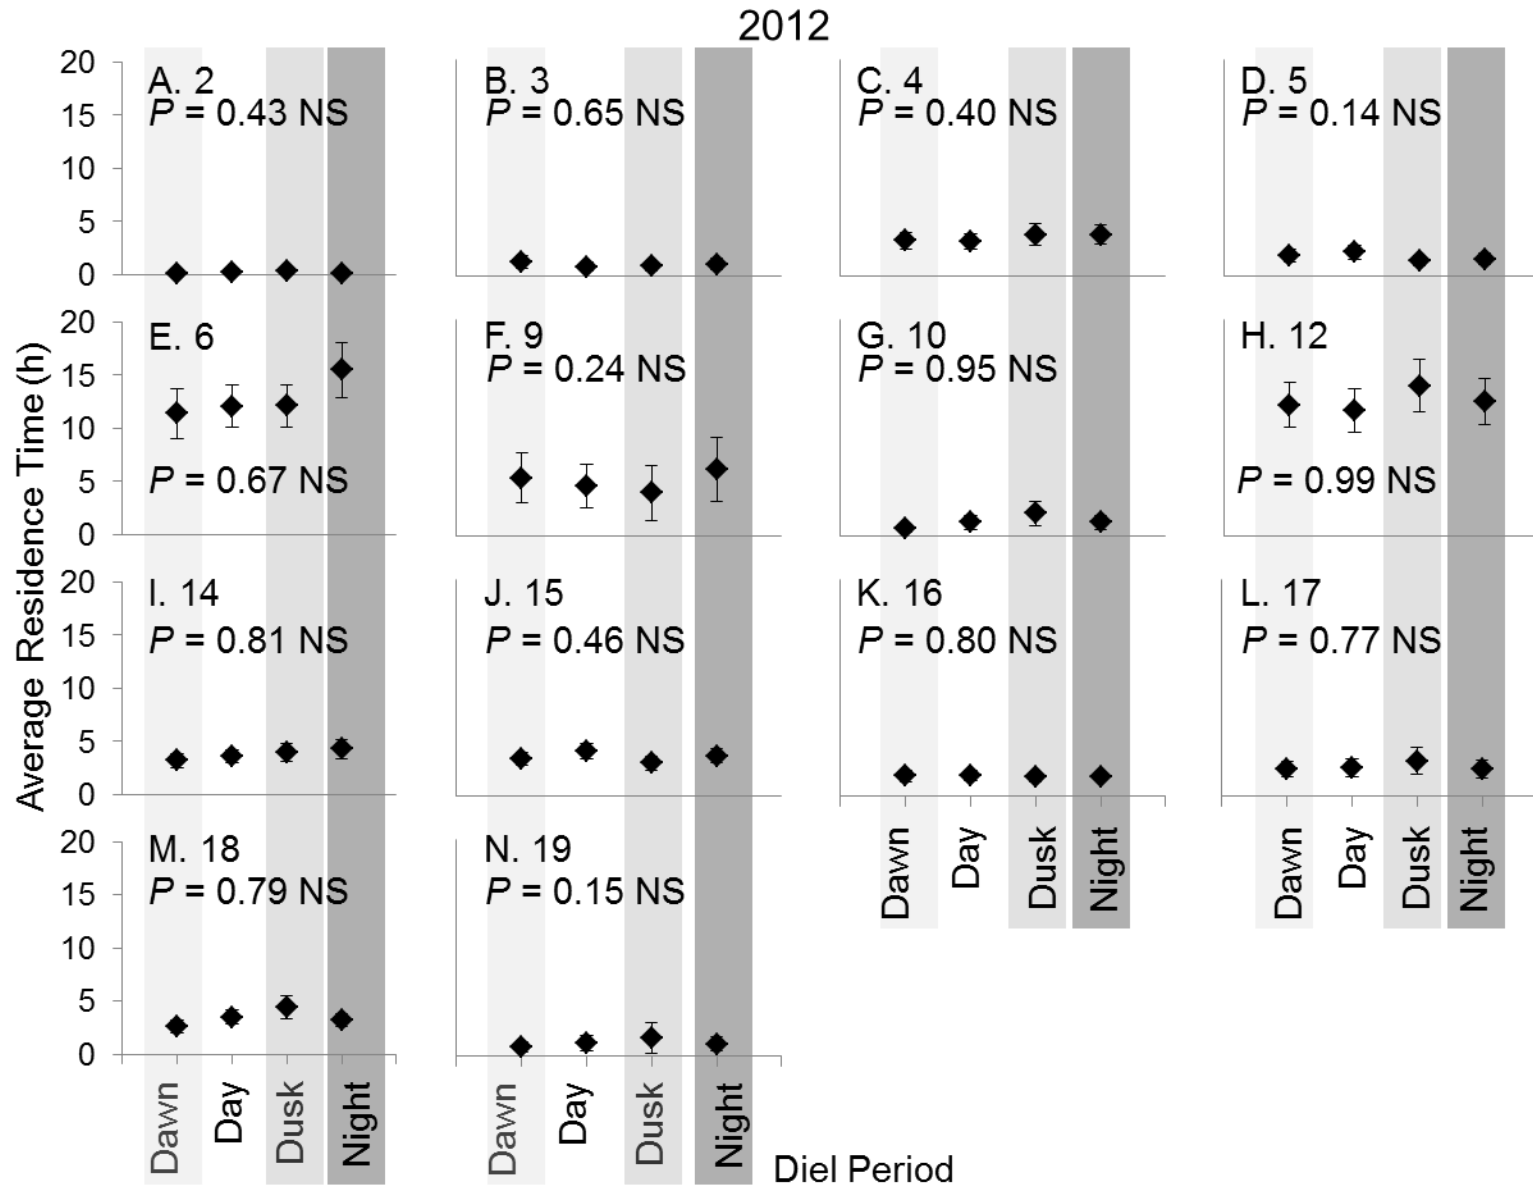 2012
Average Residence Time (h)
20
15
10
5
0
A. 2
P = 0.43 NS
B. 3
P = 0.65 NS
C. 4
P = 0.40 NS
D. 5
P = 0.14 NS
20
15
10
5
0
E. 6
P = 0.67 NS
F. 9
P = 0.24 NS
G. 10
P = 0.95 NS
H. 12
P = 0.99 NS
20
15
10
5
0
I. 14
P = 0.81 NS
J. 15
P = 0.46 NS
K. 16
P = 0.80 NS
L. 17
P = 0.77 NS
Dawn
Day
Dusk
Night
Dawn
Day
Dusk
Night
20
15
10
5
0
M. 18
P = 0.79 NS
N. 19
P = 0.15 NS
Dawn
Day
Dusk
Night
Dawn
Day
Dusk
Night
Diel Period